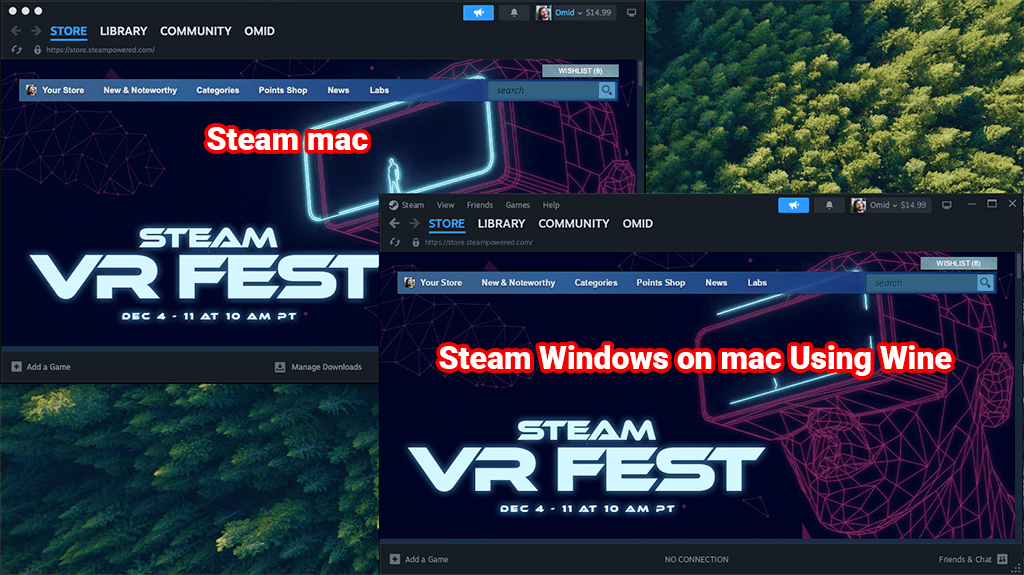 Omid $14.99
STORE LIBRARY COMMUNITY OMID
https://store.steampowered.com/
WISHLIST (8)
Your Store New & Noteworthy Categories Points Shop News Labs search
Steam mac
STEAM
VR FEST
DEC 4 - 11 AT 10 AM PT
Add a Game Manage Downloads
Steam View Friends Games Help Omid $14.99
STORE LIBRARY COMMUNITY OMID
https://store.steampowered.com/
WISHLIST (8)
Your Store New & Noteworthy Categories Points Shop News Labs search
Steam Windows on mac Using Wine
STEAM
VR FEST
DEC 4 - 11 AT 10 AM PT
Add a Game NO CONNECTION Friends & Chat